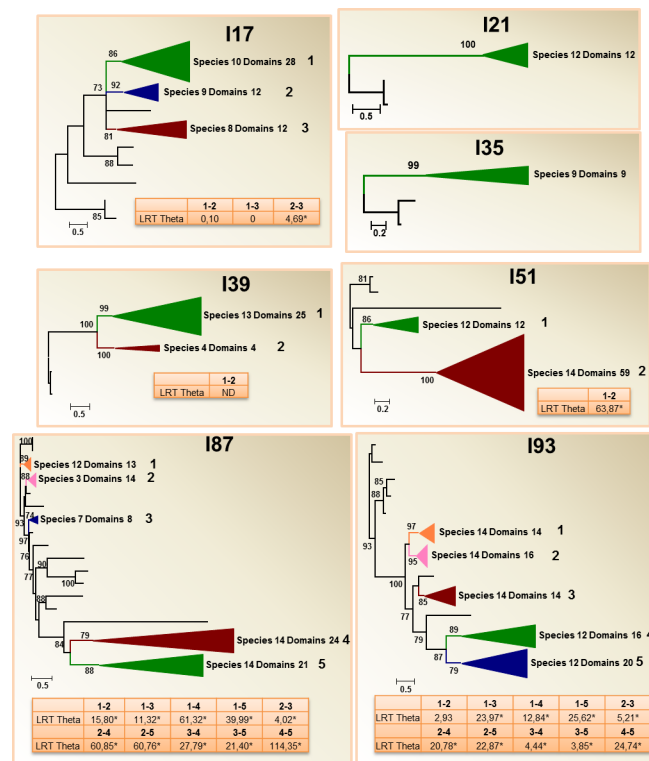 I17
86
Species 10 Domains 28 1
92
Species 9 Domains 12 2
73
81
Species 8 Domains 12 3
88
85
0.5
1-2 1-3 2-3
LRT Theta 0,10 0 4,69*
I21
100
Species 12 Domains 12
0.5
I35
99
Species 9 Domains 9
0.2
I39
99
Species 13 Domains 25 1
100
100
Species 4 Domains 4 2
0.5
1-2
LRT Theta ND
I51
81
86
Species 12 Domains 12 1
Species 14 Domains 59 2
100
0.2
1-2
LRT Theta 63,87*
I87
100
89
Species 12 Domains 13 1
88
Species 3 Domains 14 2
74
Species 7 Domains 8 3
93
97
76
90
77
100
88
79
Species 14 Domains 24 4
84
88
Species 14 Domains 21 5
0.5
1-2 1-3 1-4 1-5 2-3
LRT Theta 15,80* 11,32* 61,32* 39,99* 4,02*
2-4 2-5 3-4 3-5 4-5
LRT Theta 60,85* 60,76* 27,79* 21,40* 114,35*
I93
85
88
93
97
Species 14 Domains 14 1
95
Species 14 Domains 16 2
100
85
Species 14 Domains 14 3
77
89
Species 12 Domains 16 4
79
87
79
Species 12 Domains 20 5
0.5
1-2 1-3 1-4 1-5 2-3
LRT Theta 2,93 23,97* 12,84* 25,62* 5,21*
2-4 2-5 3-4 3-5 4-5
LRT Theta 20,78* 22,87* 4,44* 3,85* 24,74*